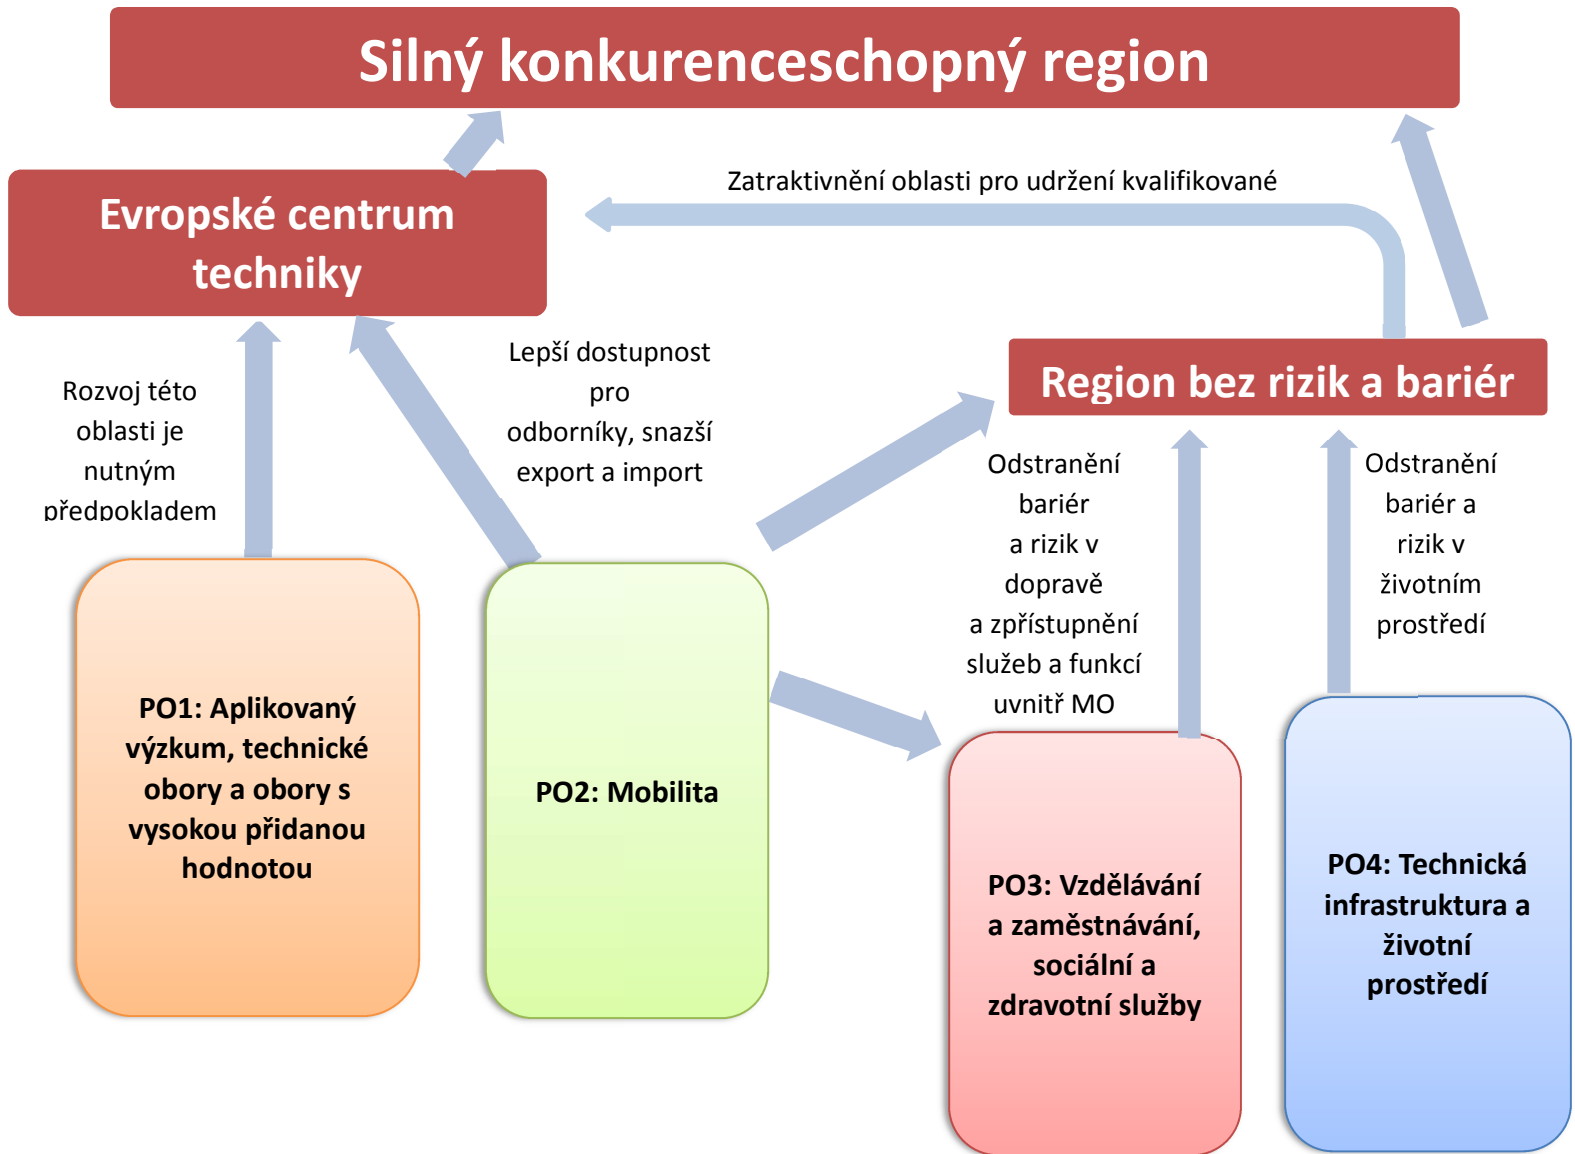 Silný konkurenceschopný region
Zatraktivnění oblasti pro udržení kvalifikované
Evropské centrum
techniky
Lepší dostupnost
pro
odborníky, snazší
export a import
Region bez rizik a bariér
Rozvoj této
oblasti je
nutným
předpokladem
Odstranění
bariér
a rizik v
dopravě
a zpřístupnění
služeb a funkcí
uvnitř MO
Odstranění
bariér a
rizik v
životním
prostředí
PO1: Aplikovaný
výzkum, technické
obory a obory s
vysokou přidanou
hodnotou
PO2: Mobilita
PO3: Vzdělávání
a zaměstnávání,
sociální a
zdravotní služby
PO4: Technická
infrastruktura a
životní
prostředí